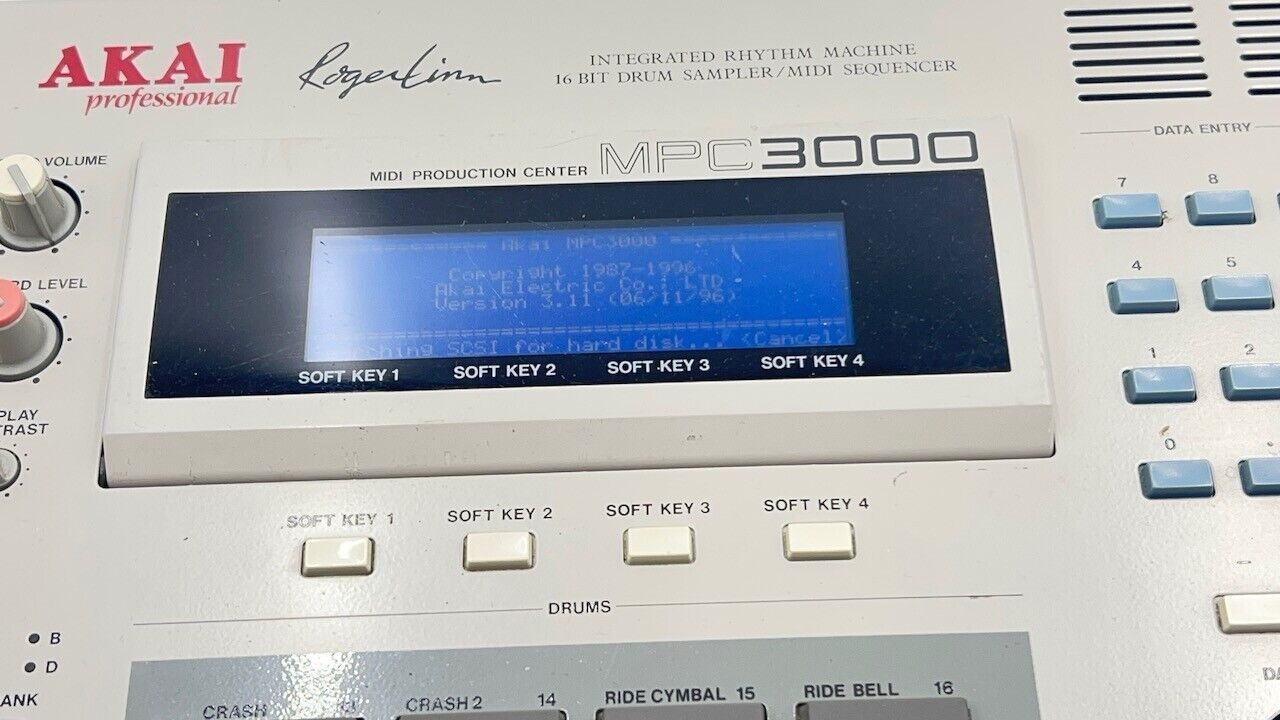 AKAI
professional
Roger Linn
INTEGRATED RHYTHM MACHINE
16 BIT DRUM SAMPLER/MIDI SEQUENCER
MIDI PRODUCTION CENTER MPC3000
Akai MPC3000
Copyright 1987-1996
Akai Electric Co., LTD
Version 3.11 (06/11/96)
SCSI for hard disk... <Cancel>
SOFT KEY 1 SOFT KEY 2 SOFT KEY 3 SOFT KEY 4
SOFT KEY 1 SOFT KEY 2 SOFT KEY 3 SOFT KEY 4
DRUMS
CRASH 13 CRASH 2 14 RIDE CYMBAL 15 RIDE BELL 16
VOLUME
LEVEL
B
D
DATA ENTRY
7 8
4 5
1 2
0